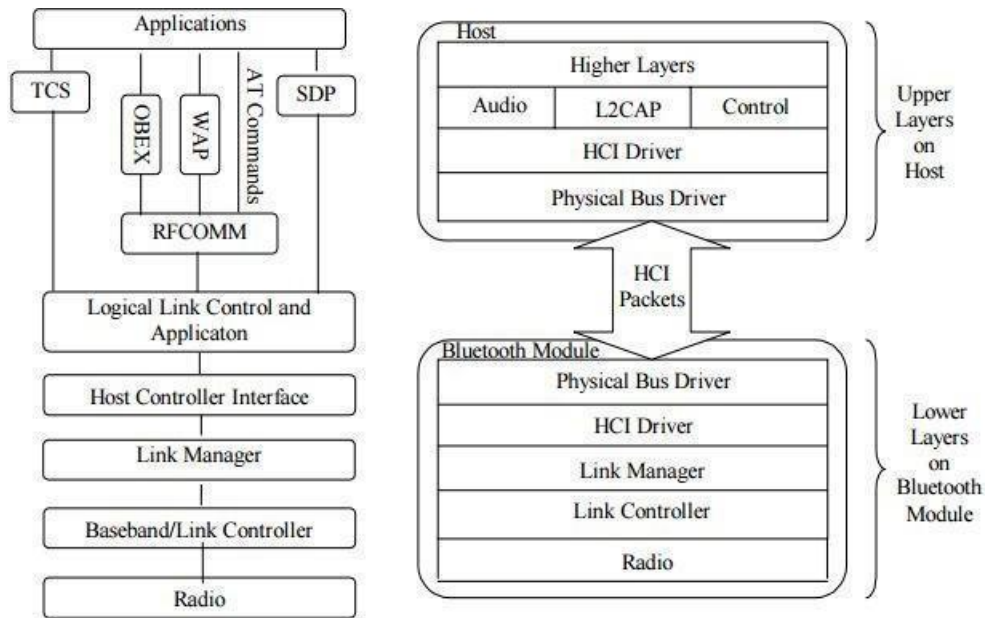 Applications
TCS
OBEX
WAP
AT Commands
SDP
RFCOMM
Logical Link Control and
Applicaton
Host Controller Interface
Link Manager
Baseband/Link Controller
Radio
Host
Higher Layers
Audio
L2CAP
Control
HCI Driver
Physical Bus Driver
Upper
Layers
on
Host
HCI
Packets
Bluetooth Module
Physical Bus Driver
HCI Driver
Link Manager
Link Controller
Radio
Lower
Layers
on
Bluetooth
Module